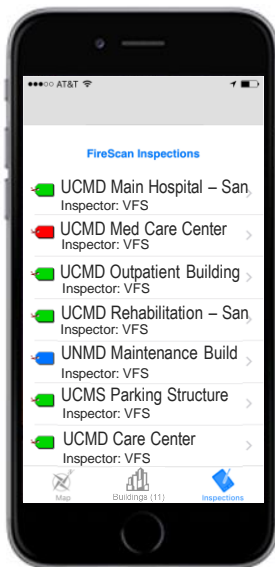 AT&T
FireScan Inspections
UCMD Main Hospital – San
Inspector: VFS
UCMD Med Care Center
Inspector: VFS
UCMD Outpatient Building
Inspector: VFS
UCMD Rehabilitation – San
Inspector: VFS
UNMD Maintenance Build
Inspector: VFS
UCMS Parking Structure
Inspector: VFS
UCMD Care Center
Inspector: VFS
Map Buildings (11) Inspections